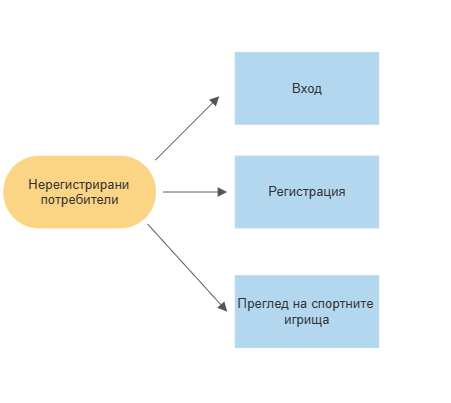 Вход
Нерегистрирани
потребители
Регистрация
Преглед на спортните
игрища